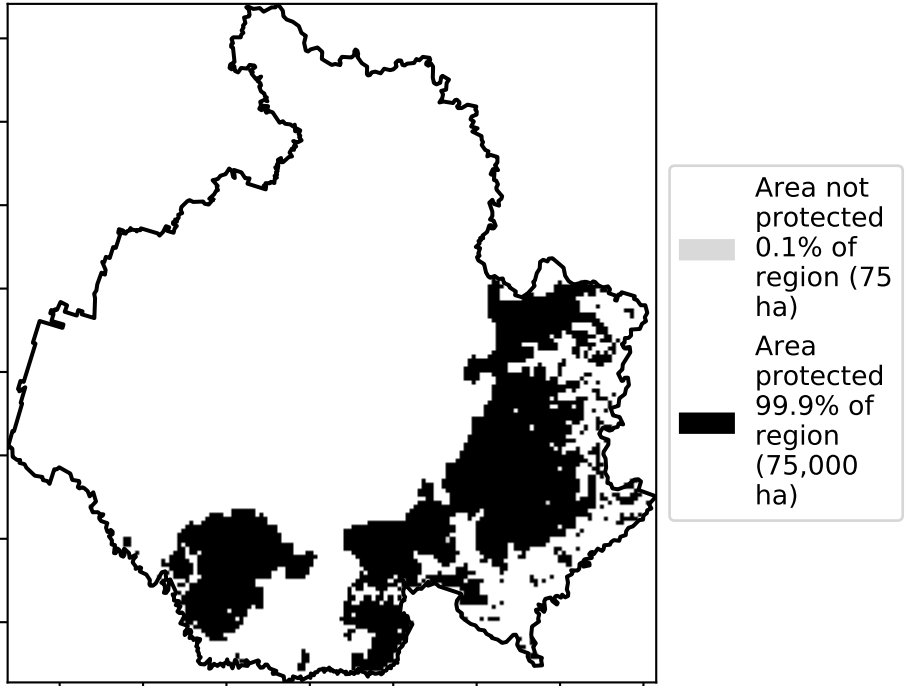 Area not
protected
0.1% of
region (75
ha)
Area
protected
99.9% of
region
(75,000
ha)